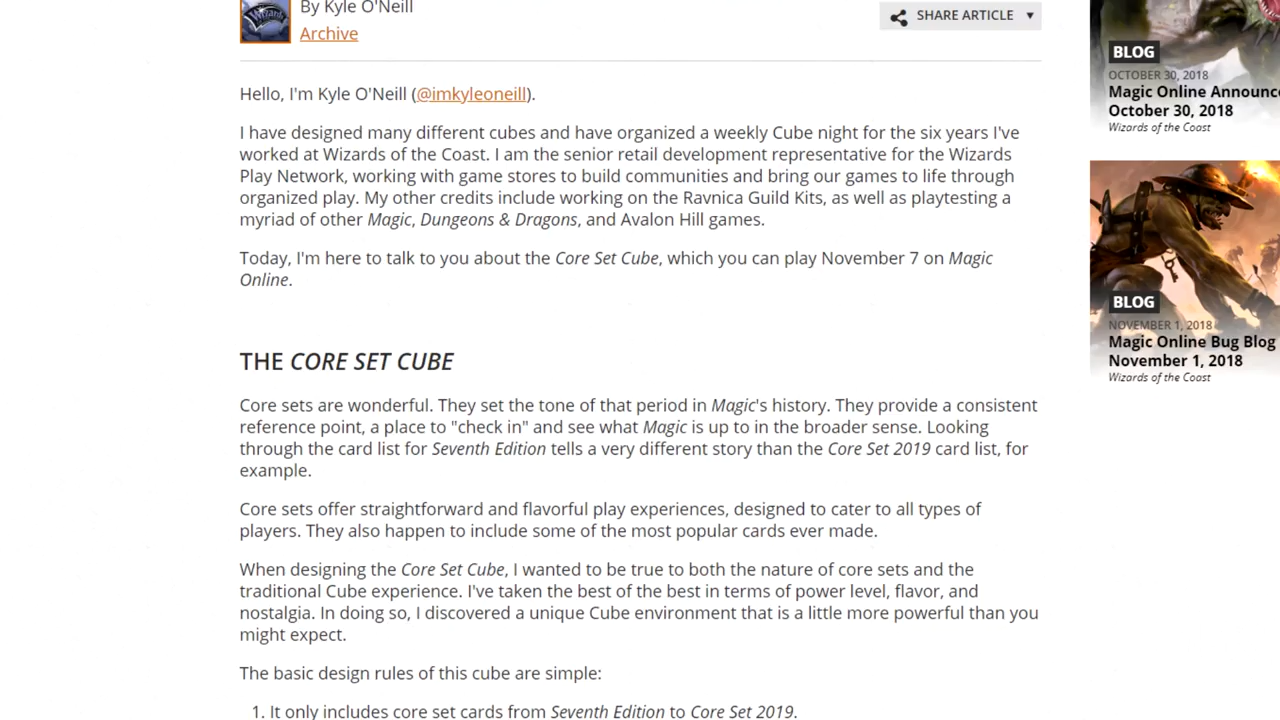 By Kyle O'Neill
Archive
SHARE ARTICLE
Hello, I'm Kyle O'Neill (@imkyleoneill).
I have designed many different cubes and have organized a weekly Cube night for the six years I've
worked at Wizards of the Coast. I am the senior retail development representative for the Wizards
Play Network, working with game stores to build communities and bring our games to life through
organized play. My other credits include working on the Ravnica Guild Kits, as well as playtesting a
myriad of other Magic, Dungeons & Dragons, and Avalon Hill games.
Today, I'm here to talk to you about the Core Set Cube, which you can play November 7 on Magic
Online.
THE CORE SET CUBE
Core sets are wonderful. They set the tone of that period in Magic's history. They provide a consistent
reference point, a place to "check in" and see what Magic is up to in the broader sense. Looking
through the card list for Seventh Edition tells a very different story than the Core Set 2019 card list, for
example.
Core sets offer straightforward and flavorful play experiences, designed to cater to all types of
players. They also happen to include some of the most popular cards ever made.
When designing the Core Set Cube, I wanted to be true to both the nature of core sets and the
traditional Cube experience. I've taken the best of the best in terms of power level, flavor, and
nostalgia. In doing so, I discovered a unique Cube environment that is a little more powerful than you
might expect.
The basic design rules of this cube are simple:
1. It only includes core set cards from Seventh Edition to Core Set 2019.
BLOG
OCTOBER 30, 2018
Magic Online Announc
October 30, 2018
Wizards of the Coast
BLOG
NOVEMBER 1, 2018
Magic Online Bug Blog
November 1, 2018
Wizards of the Coast